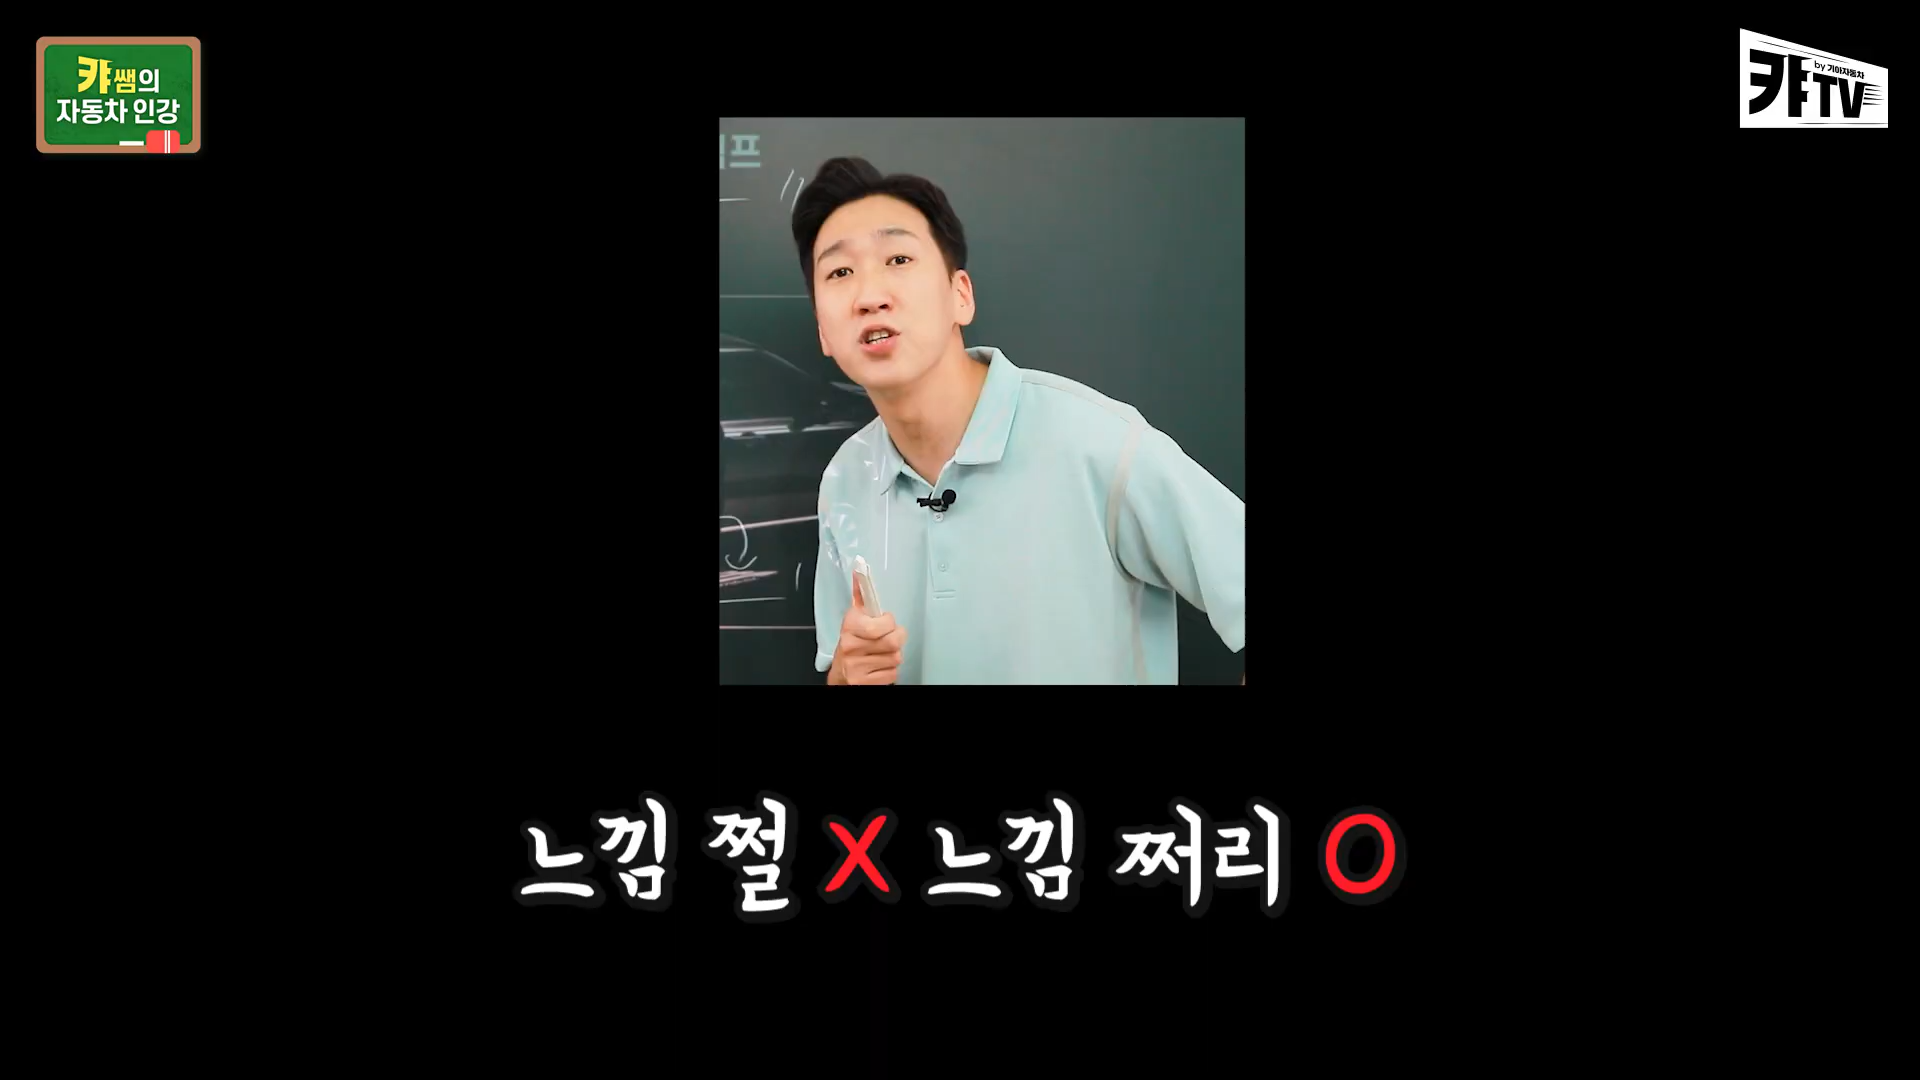 캬쌤의
자동차 인강
by 기아자동차
캬TV
프
느낌 쩔 X 느낌 쩌리 O